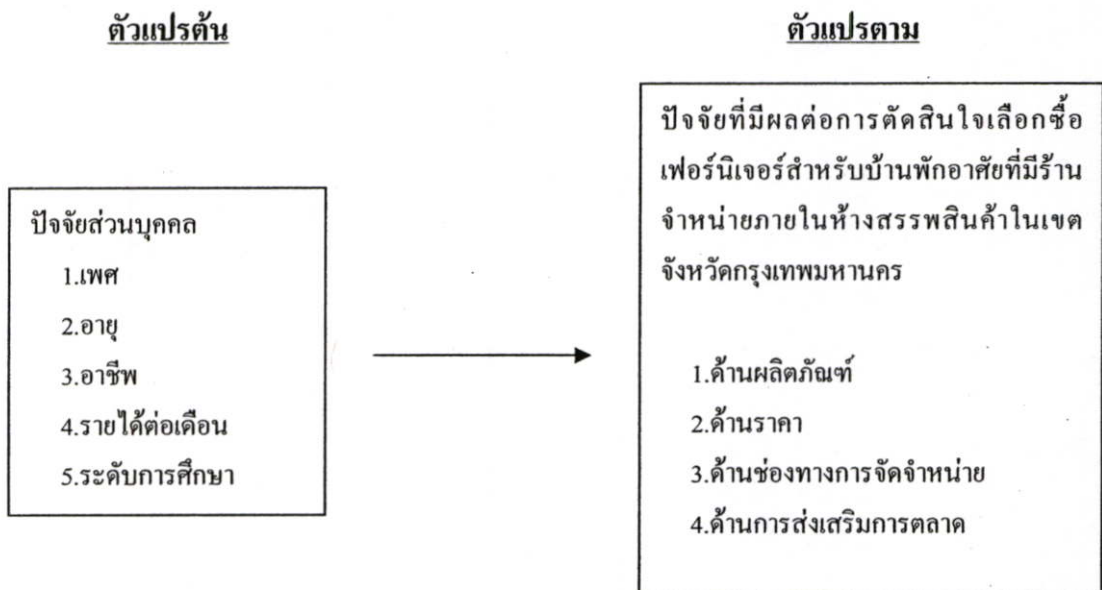 ตัวแปรต้น
ตัวแปรตาม
ปัจจัยส่วนบุคคล
1.เพศ
2.อายุ
3.อาชีพ
4.รายได้ต่อเดือน
5.ระดับการศึกษา
ปัจจัยที่มีผลต่อการตัดสินใจเลือกซื้อ
เฟอร์นิเจอร์สำหรับบ้านพักอาศัยที่มีร้าน
จำหน่ายภายในห้างสรรพสินค้าในเขต
จังหวัดกรุงเทพมหานคร
1.ด้านผลิตภัณฑ์
2.ด้านราคา
3.ด้านช่องทางการจัดจำหน่าย
4.ด้านการส่งเสริมการตลาด